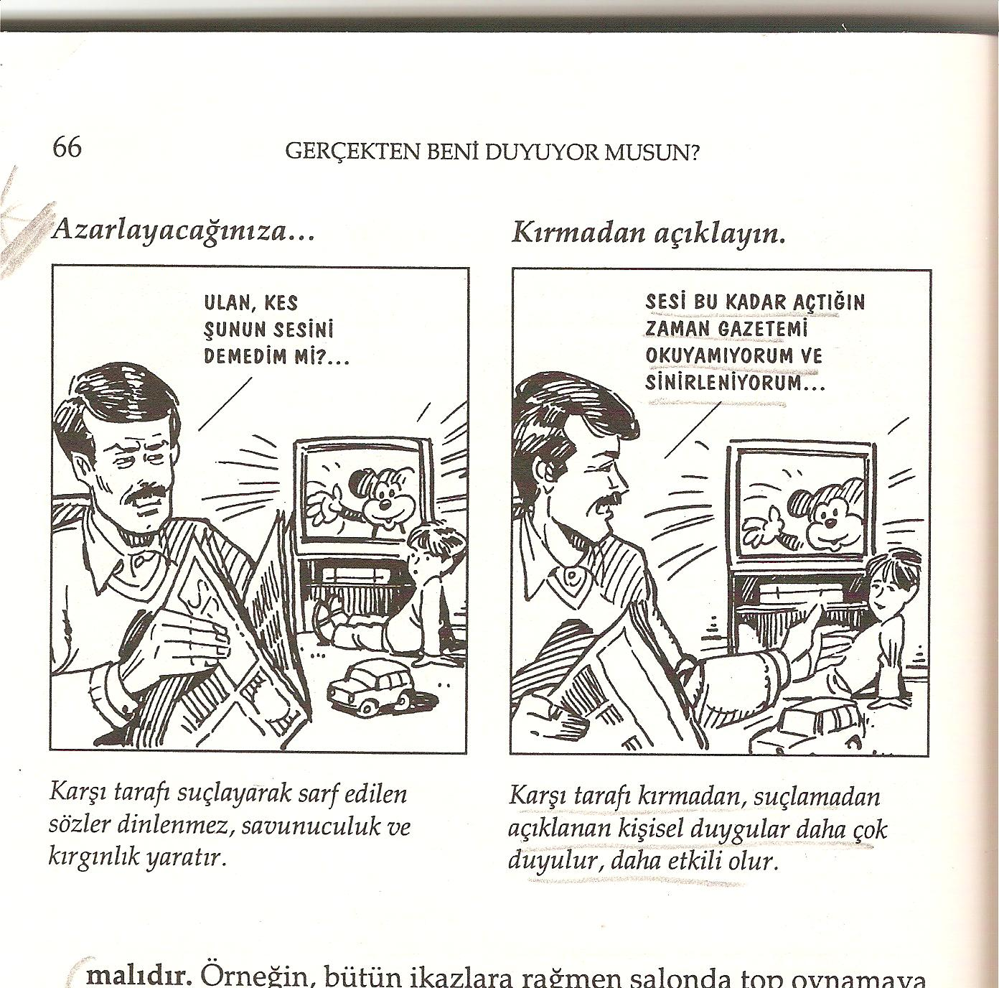 66
GERÇEKTEN BENİ DUYUYOR MUSUN?
Azarlayacağınıza...
ULAN, KES
ŞUNUN SESİNİ
DEMEDİM Mİ?...
Karşı tarafı suçlayarak sarf edilen
sözler dinlenmez, savunuculuk ve
kırgınlık yaratır.
Kırmadan açıklayın.
SESİ BU KADAR AÇTIĞIN
ZAMAN GAZETEMİ
OKUYAMIYORUM VE
SİNİRLENİYORUM...
Karşı tarafı kırmadan, suçlamadan
açıklanan kişisel duygular daha çok
duyulur, daha etkili olur.
malıdır. Örneğin, bütün ikazlara rağmen salonda top oynamaya